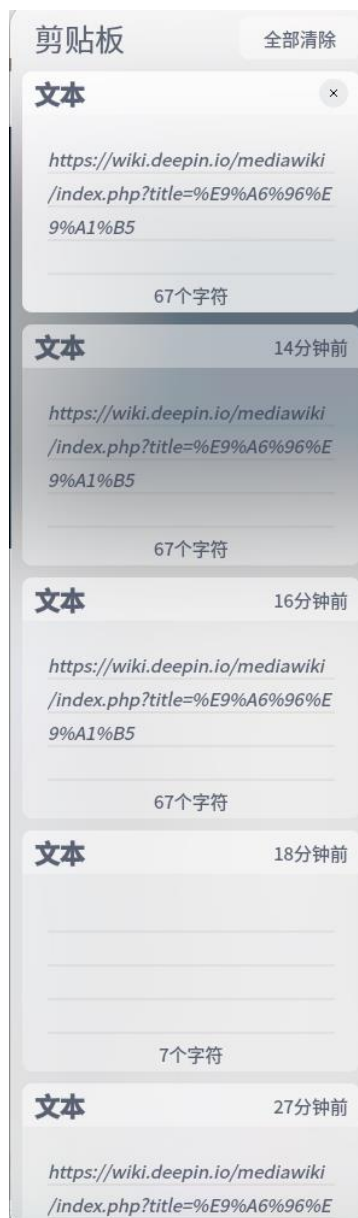 剪贴板
全部清除
文本
×
https://wiki.deepin.io/mediawiki
/index.php?title=%E9%A6%96%E
9%A1%B5
67个字符
文本
14分钟前
https://wiki.deepin.io/mediawiki
/index.php?title=%E9%A6%96%E
9%A1%B5
67个字符
文本
16分钟前
https://wiki.deepin.io/mediawiki
/index.php?title=%E9%A6%96%E
9%A1%B5
67个字符
文本
18分钟前
7个字符
文本
27分钟前
https://wiki.deepin.io/mediawiki
/index.php?title=%E9%A6%96%E